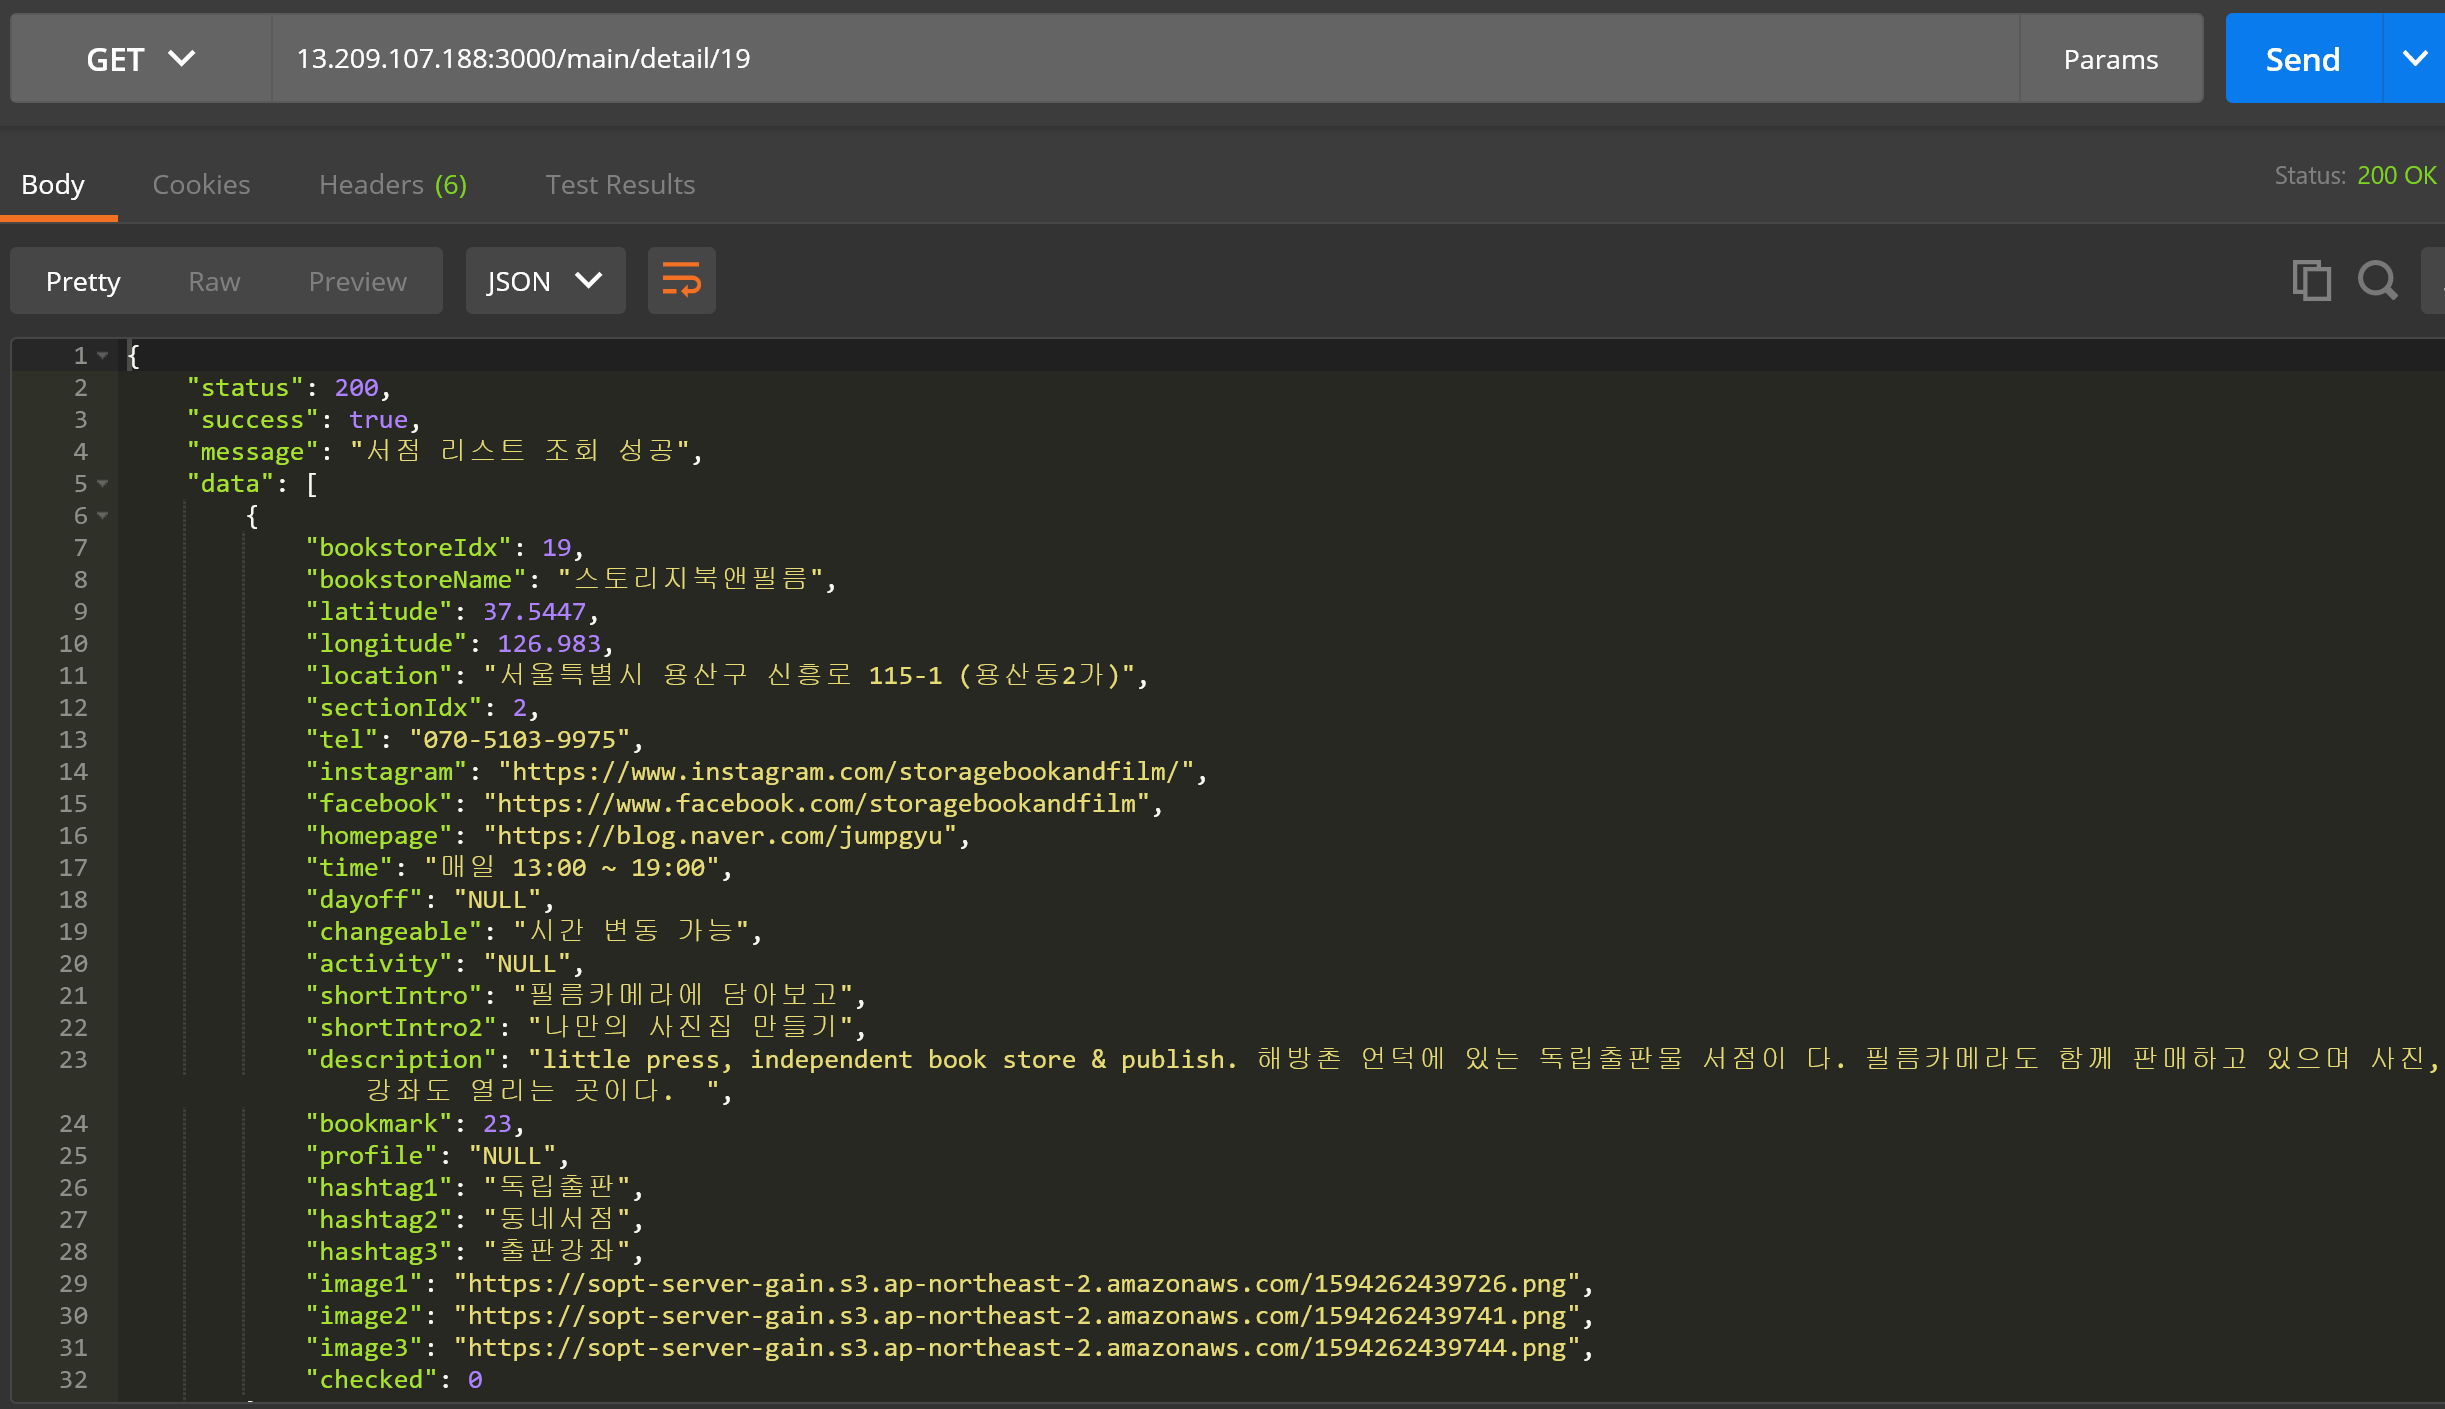 GET 13.209.107.188:3000/main/detail/19 Params Send
Body Cookies Headers (6) Test Results Status: 200 OK
Pretty Raw Preview JSON
1 {
2 "status": 200,
3 "success": true,
4 "message": "서점 리스트 조회 성공",
5 "data": [
6 {
7 "bookstoreIdx": 19,
8 "bookstoreName": "스토리지북앤필름",
9 "latitude": 37.5447,
10 "longitude": 126.983,
11 "location": "서울특별시 용산구 신흥로 115-1 (용산동2가)",
12 "sectionIdx": 2,
13 "tel": "070-5103-9975",
14 "instagram": "https://www.instagram.com/storagebookandfilm/",
15 "facebook": "https://www.facebook.com/storagebookandfilm",
16 "homepage": "https://blog.naver.com/jumpgyu",
17 "time": "매일 13:00 ~ 19:00",
18 "dayoff": "NULL",
19 "changeable": "시간 변동 가능",
20 "activity": "NULL",
21 "shortIntro": "필름카메라에 담아보고",
22 "shortIntro2": "나만의 사진집 만들기",
23 "description": "little press, independent book store & publish. 해방촌 언덕에 있는 독립출판물 서점이 다. 필름카메라도 함께 판매하고 있으며 사진,
강좌도 열리는 곳이다. ",
24 "bookmark": 23,
25 "profile": "NULL",
26 "hashtag1": "독립출판",
27 "hashtag2": "동네서점",
28 "hashtag3": "출판강좌",
29 "image1": "https://sopt-server-gain.s3.ap-northeast-2.amazonaws.com/1594262439726.png",
30 "image2": "https://sopt-server-gain.s3.ap-northeast-2.amazonaws.com/1594262439741.png",
31 "image3": "https://sopt-server-gain.s3.ap-northeast-2.amazonaws.com/1594262439744.png",
32 "checked": 0